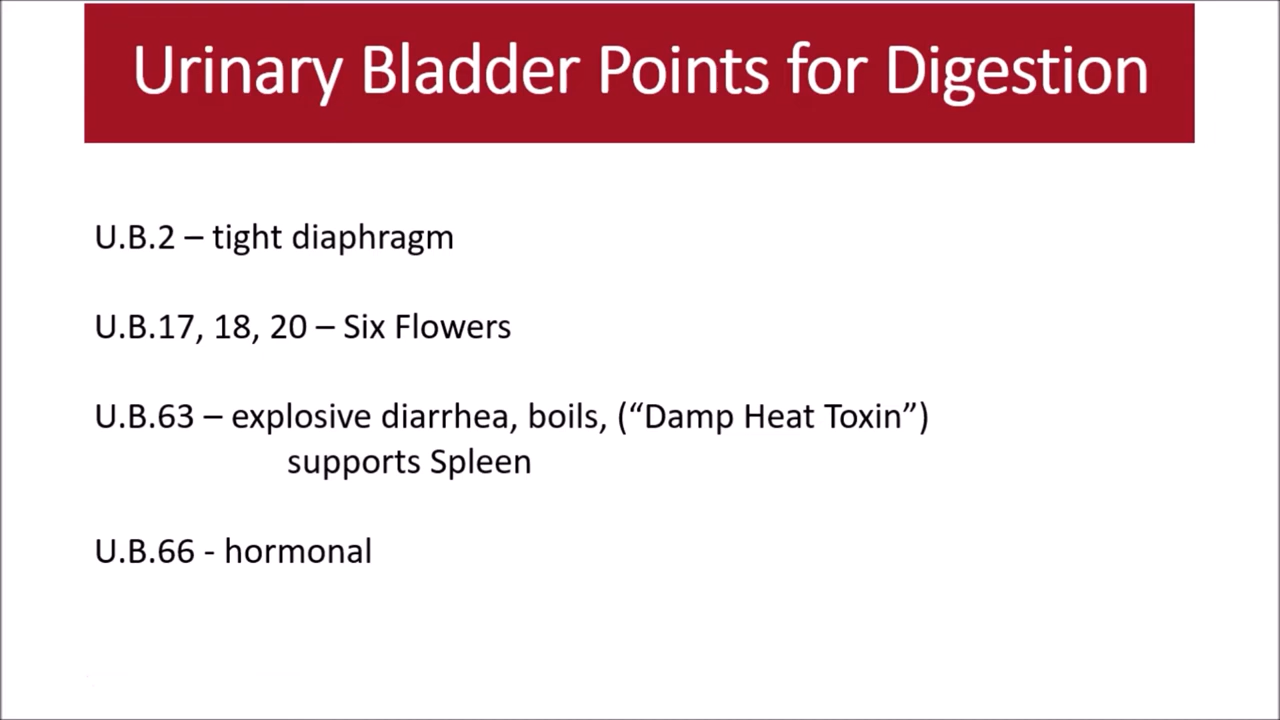 Urinary Bladder Points for Digestion
U.B.2 – tight diaphragm
U.B.17, 18, 20 – Six Flowers
U.B.63 – explosive diarrhea, boils, (“Damp Heat Toxin”)
supports Spleen
U.B.66 - hormonal